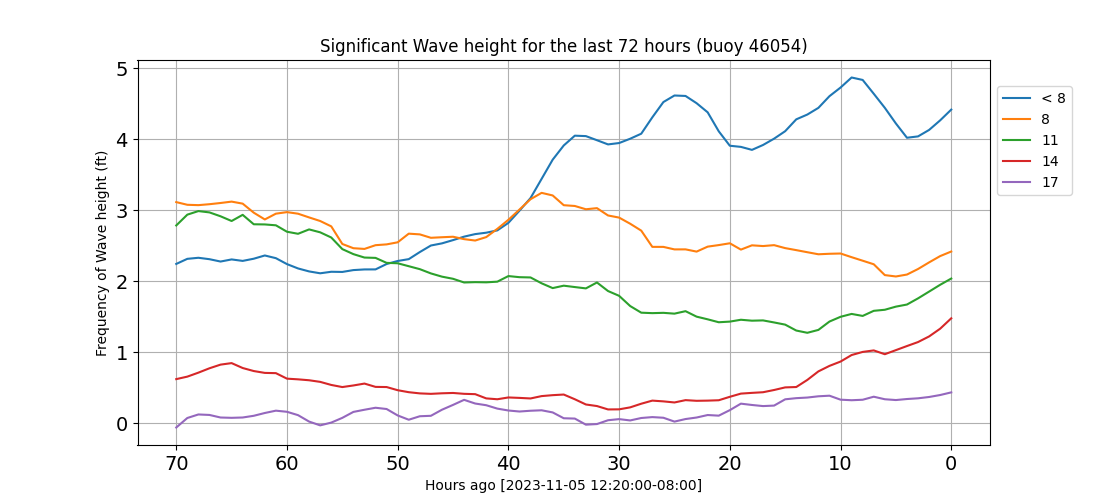 Significant Wave height for the last 72 hours (buoy 46054)
Frequency of Wave height (ft)
5
4
3
2
1
0
70 60 50 40 30 20 10 0
Hours ago [2023-11-05 12:20:00-08:00]
< 8
8
11
14
17